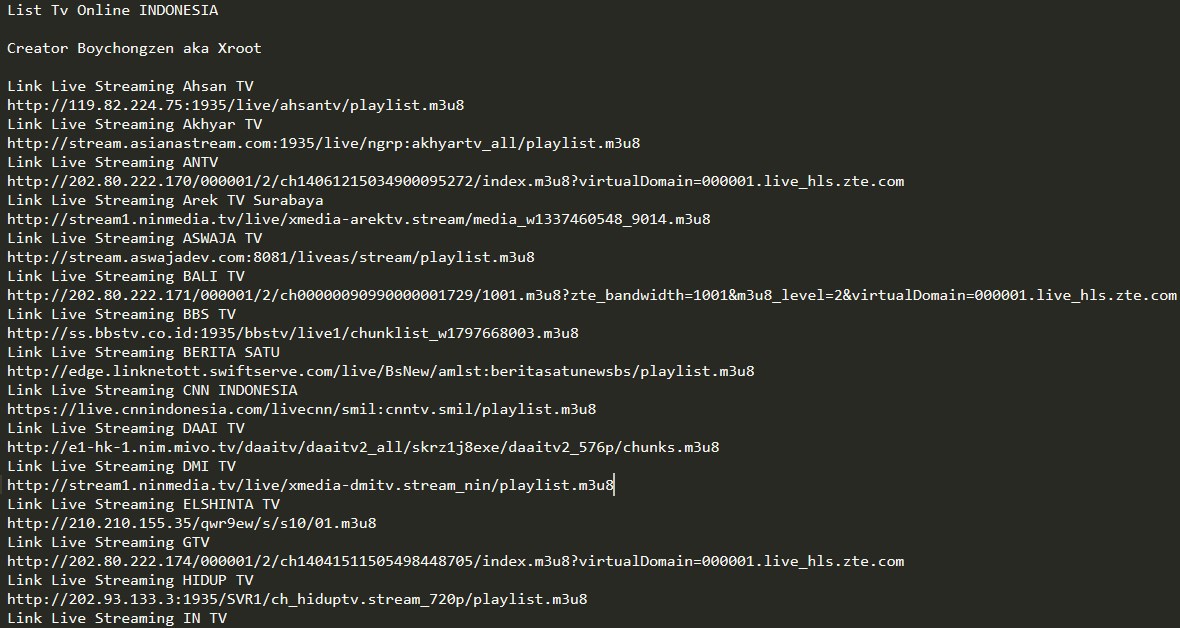 List Tv Online INDONESIA
Creator Boychongzen aka Xroot
Link Live Streaming Ahsan TV
http://119.82.224.75:1935/live/ahsantv/playlist.m3u8
Link Live Streaming Akhyar TV
http://stream.asianastream.com:1935/live/ngrp:akhyartv_all/playlist.m3u8
Link Live Streaming ANTV
http://202.80.222.170/000001/2/ch14061215034900095272/index.m3u8?virtualDomain=000001.live_hls.zte.com
Link Live Streaming Arek TV Surabaya
http://stream1.ninmedia.tv/live/xmedia-arektv.stream/media_w1337460548_9014.m3u8
Link Live Streaming ASWAJA TV
http://stream.aswajadev.com:8081/liveas/stream/playlist.m3u8
Link Live Streaming BALI TV
http://202.80.222.171/000001/2/ch00000090990000001729/1001.m3u8?zte_bandwidth=1001&m3u8_level=2&virtualDomain=000001.live_hls.zte.com
Link Live Streaming BBS TV
http://ss.bbstv.co.id:1935/bbstv/live1/chunklist_w1797668003.m3u8
Link Live Streaming BERITA SATU
http://edge.linknetott.swiftserve.com/live/BsNew/amlst:beritasatunewsbs/playlist.m3u8
Link Live Streaming CNN INDONESIA
https://live.cnnindonesia.com/livecnn/smil:cnntv.smil/playlist.m3u8
Link Live Streaming DAAI TV
http://e1-hk-1.nim.mivo.tv/daaitv/daaitv2_all/skrz1j8exe/daaitv2_576p/chunks.m3u8
Link Live Streaming DMI TV
http://stream1.ninmedia.tv/live/xmedia-dmitv.stream_nin/playlist.m3u8
Link Live Streaming ELSHINTA TV
http://210.210.155.35/qwr9ew/s/s10/01.m3u8
Link Live Streaming GTV
http://202.80.222.174/000001/2/ch14041511505498448705/index.m3u8?virtualDomain=000001.live_hls.zte.com
Link Live Streaming HIDUP TV
http://202.93.133.3:1935/SVR1/ch_hiduptv.stream_720p/playlist.m3u8
Link Live Streaming IN TV